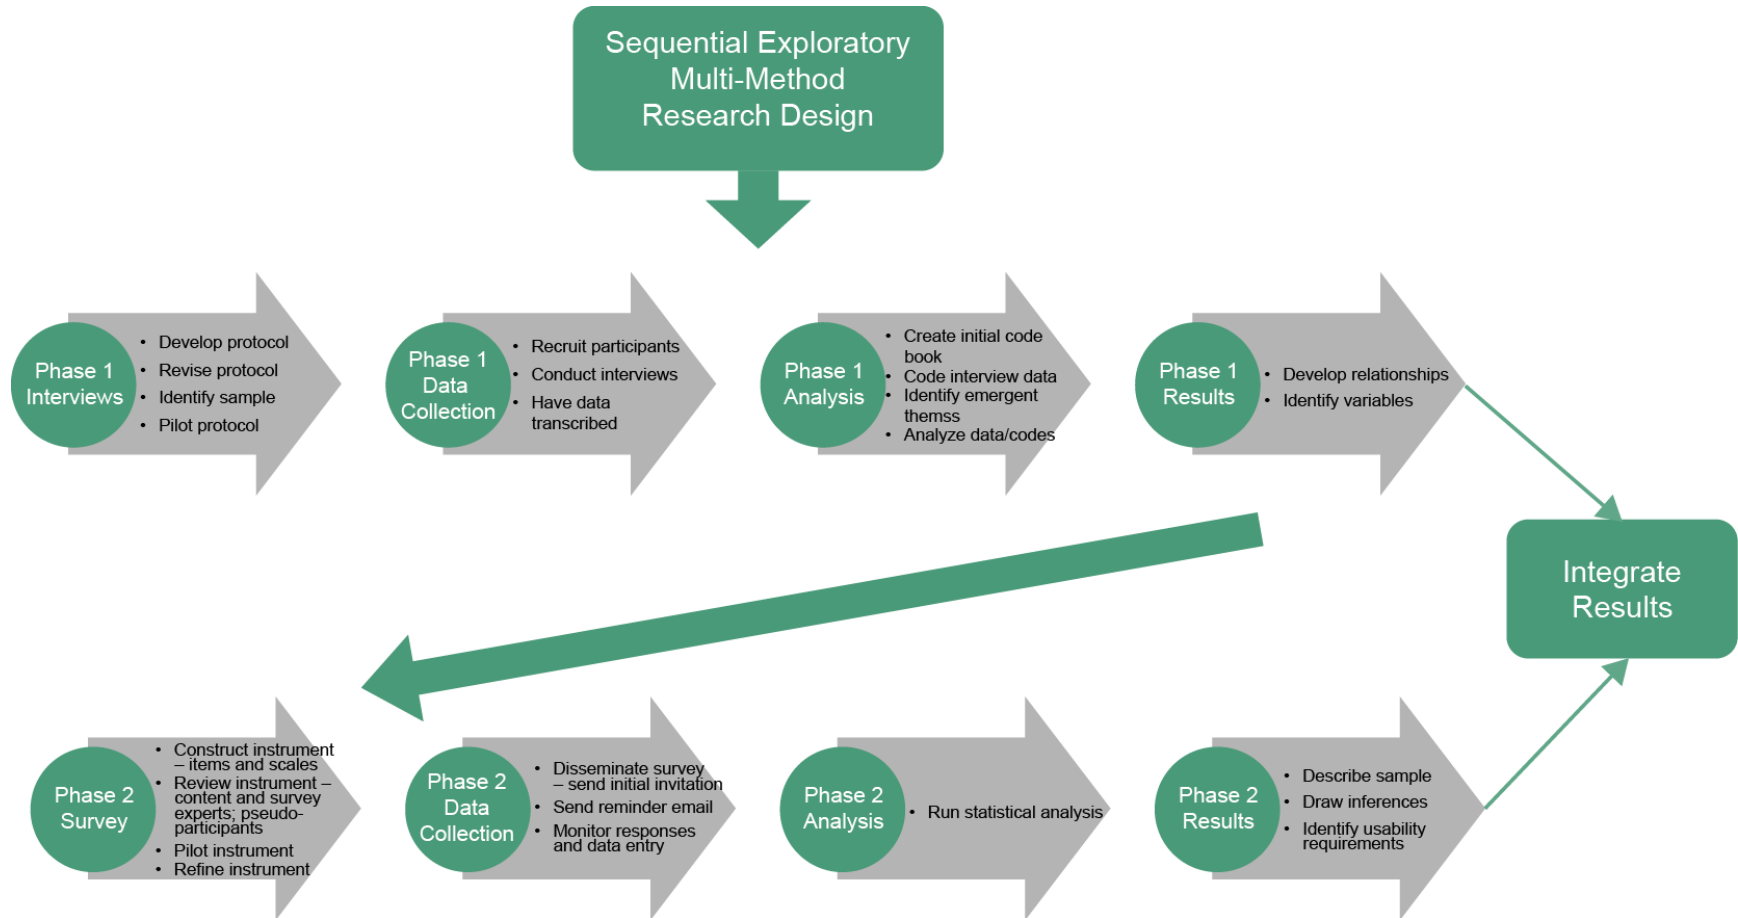 Sequential Exploratory
Multi-Method
Research Design
Phase 1
Interviews
• Develop protocol
• Revise protocol
• Identify sample
• Pilot protocol
Phase 1
Data
Collection
• Recruit participants
• Conduct interviews
• Have data
transcribed
Phase 1
Analysis
• Create initial code
book
• Code interview data
• Identify emergent
themss
• Analyze data/codes
Phase 1
Results
• Develop relationships
• Identify variables
Integrate
Results
Phase 2
Survey
• Construct instrument
– items and scales
• Review instrument –
content and survey
experts; pseudo-
participants
• Pilot instrument
• Refine instrument
Phase 2
Data
Collection
• Disseminate survey
– send initial invitation
• Send reminder email
• Monitor responses
and data entry
Phase 2
Analysis
• Run statistical analysis
Phase 2
Results
• Describe sample
• Draw inferences
• Identify usability
requirements